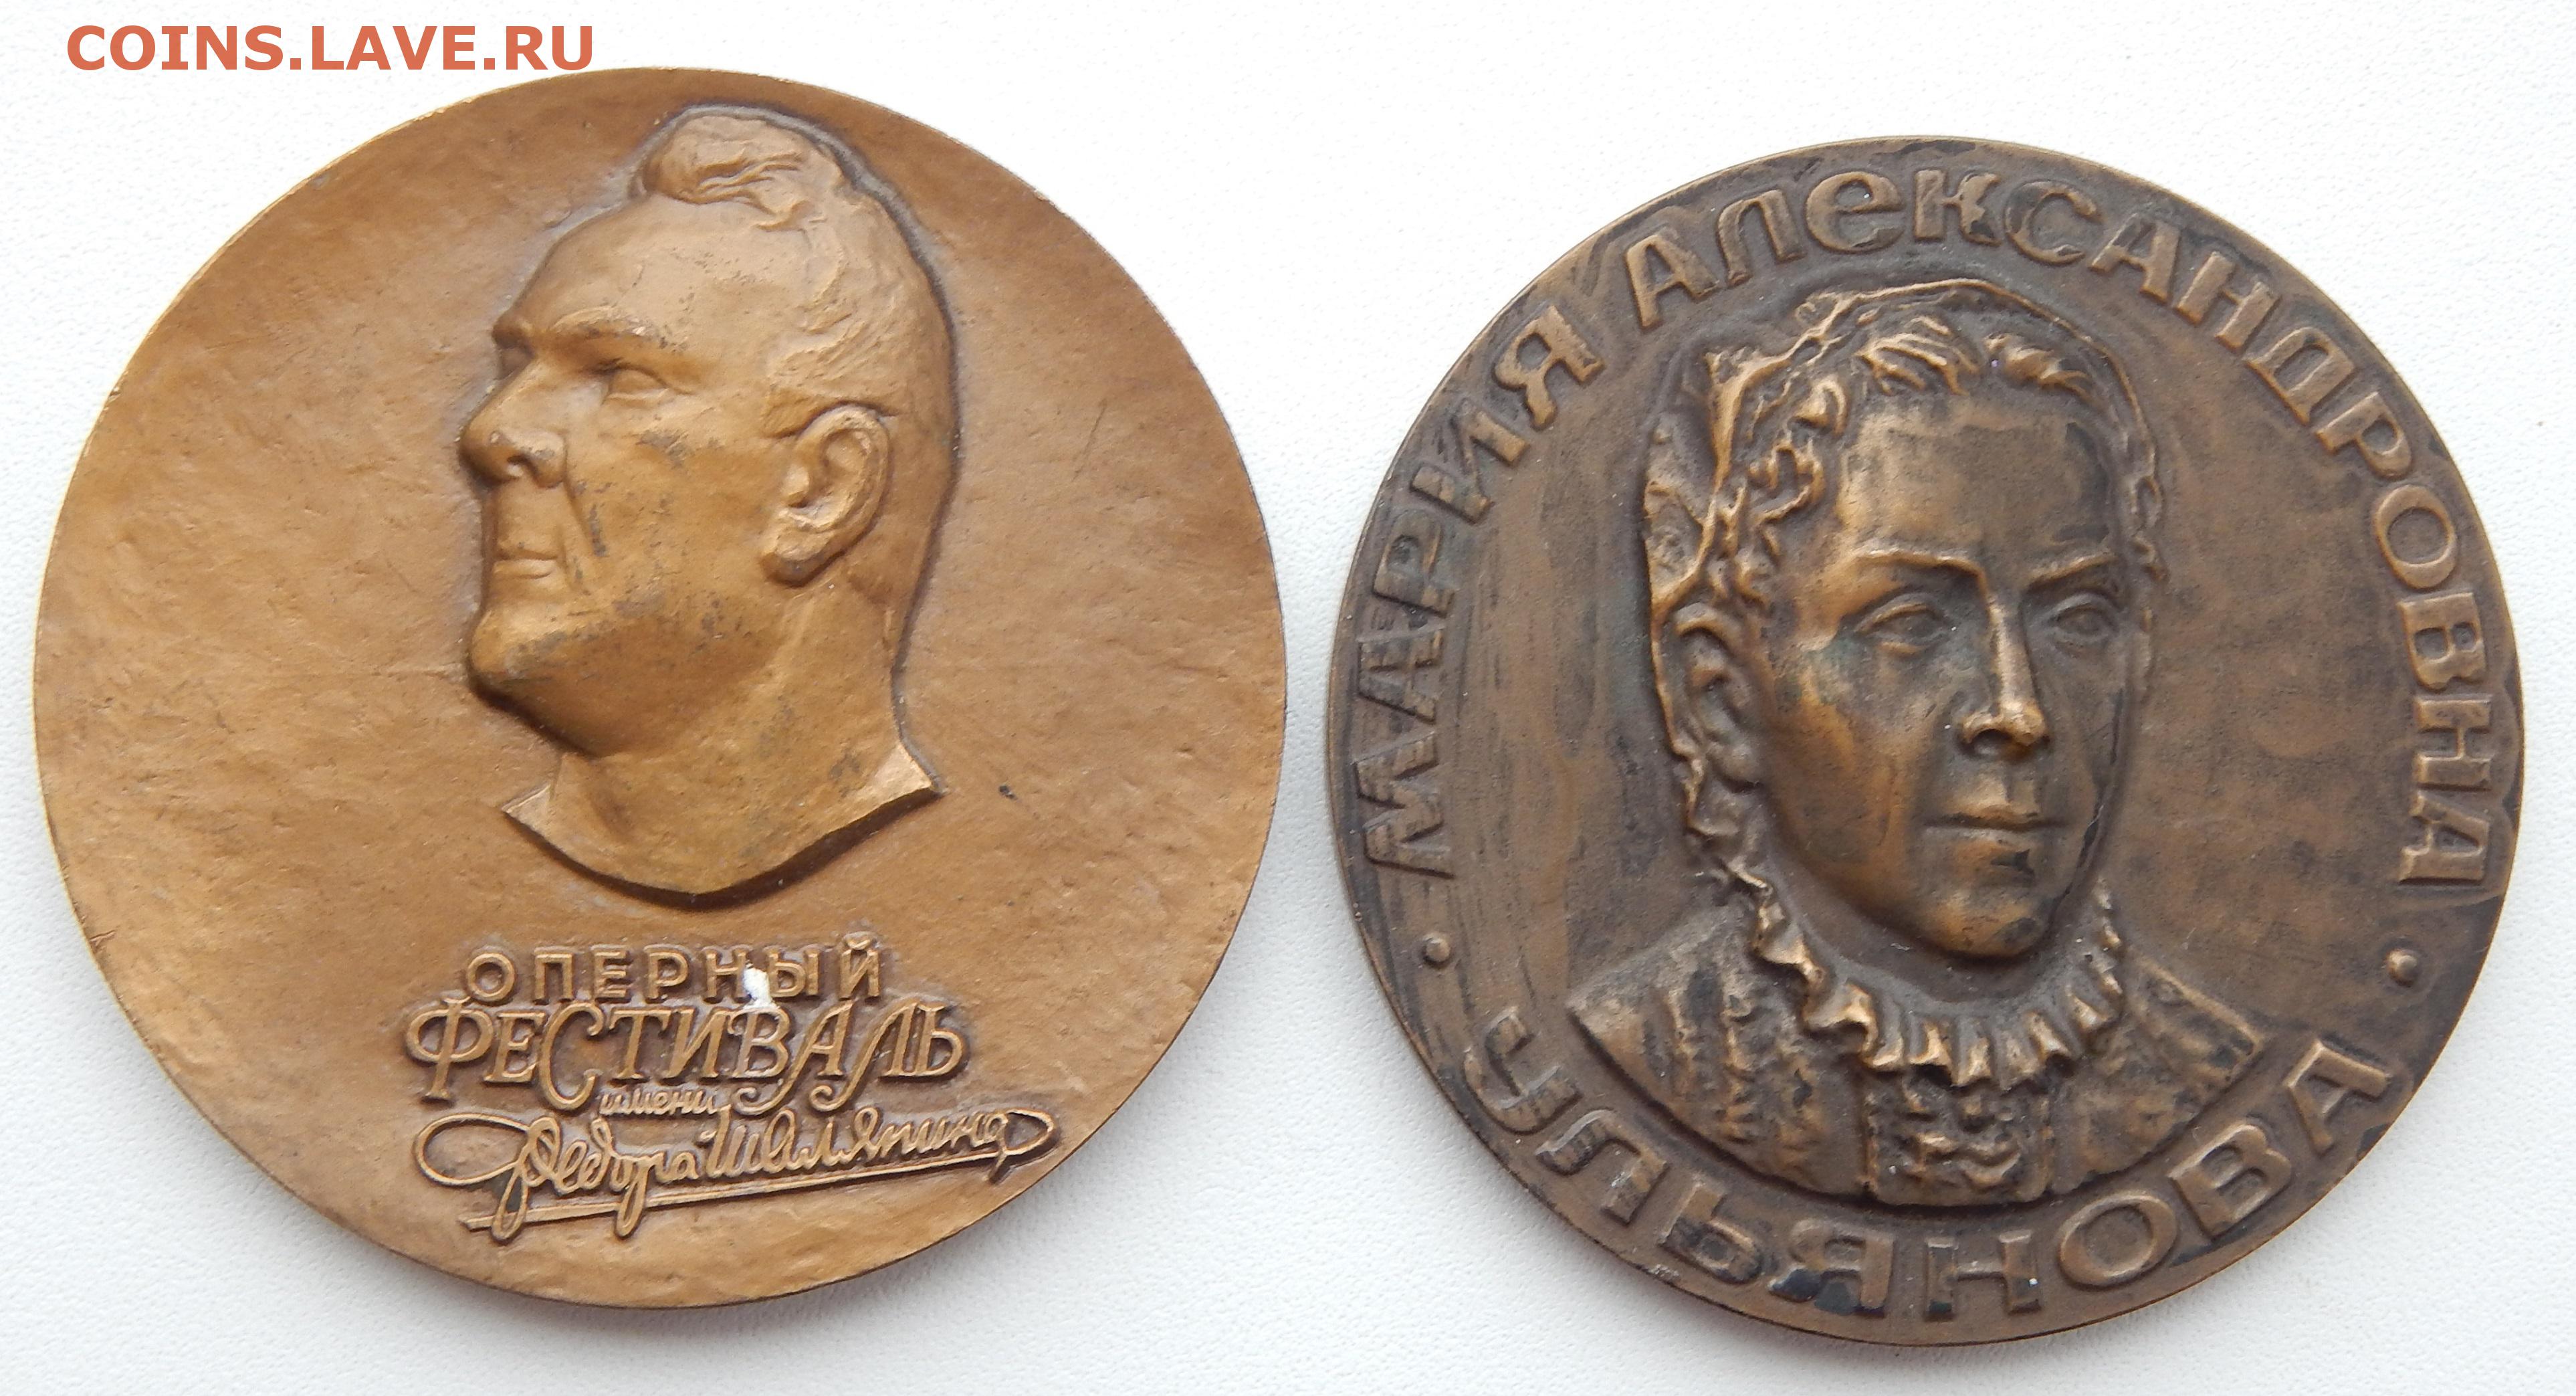 COINS.LAVE.RU
ОПЕРНЫЙ
ФЕСТИВАЛЬ
имени
Федора Шаляпина
МАРИЯ АЛЕКСАНДРОВНА
УЛЬЯНОВА